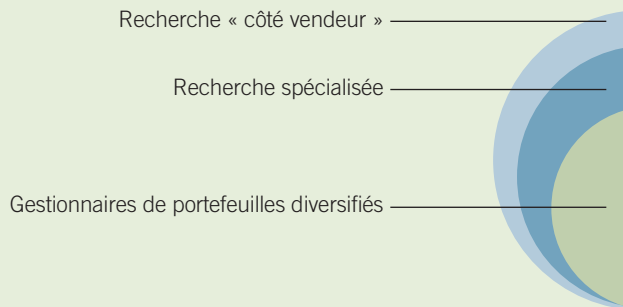 Recherche « côté vendeur »
Recherche spécialisée
Gestionnaires de portefeuilles diversifiés